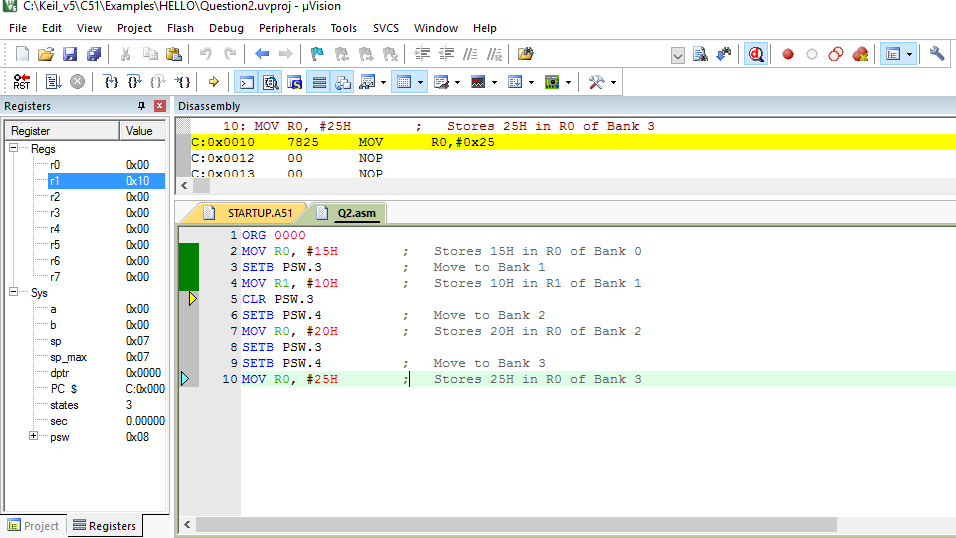 C:\Keil_v5\C51\Examples\HELLO\Question2.uvproj - µVision
File Edit View Project Flash Debug Peripherals Tools SVCS Window Help
RST
Registers
Register Value
Regs
r0 0x00
r1 0x10
r2 0x00
r3 0x00
r4 0x00
r5 0x00
r6 0x00
r7 0x00
Sys
a 0x00
b 0x00
sp 0x07
sp_max 0x07
dptr 0x0000
PC $ C:0x000
states 3
sec 0.00000
psw 0x08
Project Registers
Disassembly
10: MOV R0, #25H ; Stores 25H in R0 of Bank 3
C:0x0010 7825 MOV R0,#0x25
C:0x0012 00 NOP
C:0x0013 00 NOP
STARTUP.A51 Q2.asm
1 ORG 0000
2 MOV R0, #15H ; Stores 15H in R0 of Bank 0
3 SETB PSW.3 ; Move to Bank 1
4 MOV R1, #10H ; Stores 10H in R1 of Bank 1
5 CLR PSW.3
6 SETB PSW.4 ; Move to Bank 2
7 MOV R0, #20H ; Stores 20H in R0 of Bank 2
8 SETB PSW.3
9 SETB PSW.4 ; Move to Bank 3
10 MOV R0, #25H ; Stores 25H in R0 of Bank 3